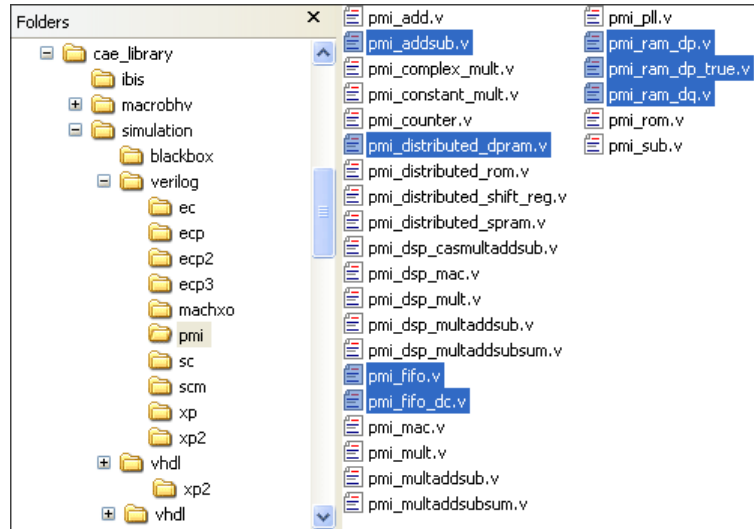 Folders
cae_library
ibis
macrobhv
simulation
blackbox
verilog
ec
ecp
ecp2
ecp3
machxo
pmi
sc
scm
xp
xp2
vhdl
xp2
vhdl
pmi_add.v
pmi_addsub.v
pmi_complex_mult.v
pmi_constant_mult.v
pmi_counter.v
pmi_distributed_dpram.v
pmi_distributed_rom.v
pmi_distributed_shift_reg.v
pmi_distributed_spram.v
pmi_dsp_casmultaddsub.v
pmi_dsp_mac.v
pmi_dsp_mult.v
pmi_dsp_multaddsub.v
pmi_dsp_multaddsubsum.v
pmi_fifo.v
pmi_fifo_dc.v
pmi_mac.v
pmi_mult.v
pmi_multaddsub.v
pmi_multaddsubsum.v
pmi_pll.v
pmi_ram_dp.v
pmi_ram_dp_true.v
pmi_ram_dq.v
pmi_rom.v
pmi_sub.v